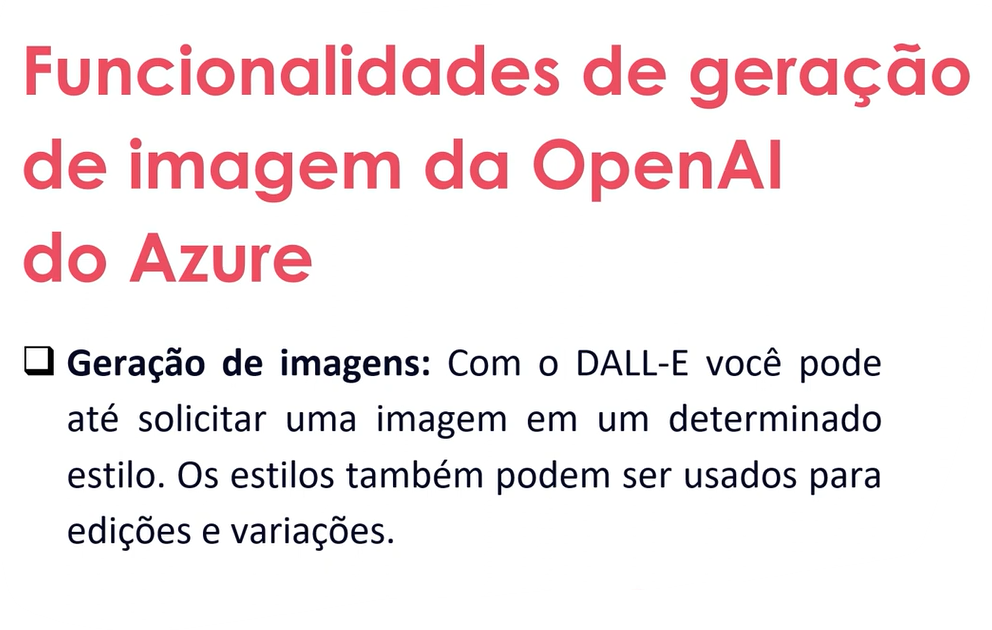 Funcionalidades de geração
de imagem da OpenAI
do Azure
❑ Geração de imagens: Com o DALL-E você pode
até solicitar uma imagem em um determinado
estilo. Os estilos também podem ser usados para
edições e variações.